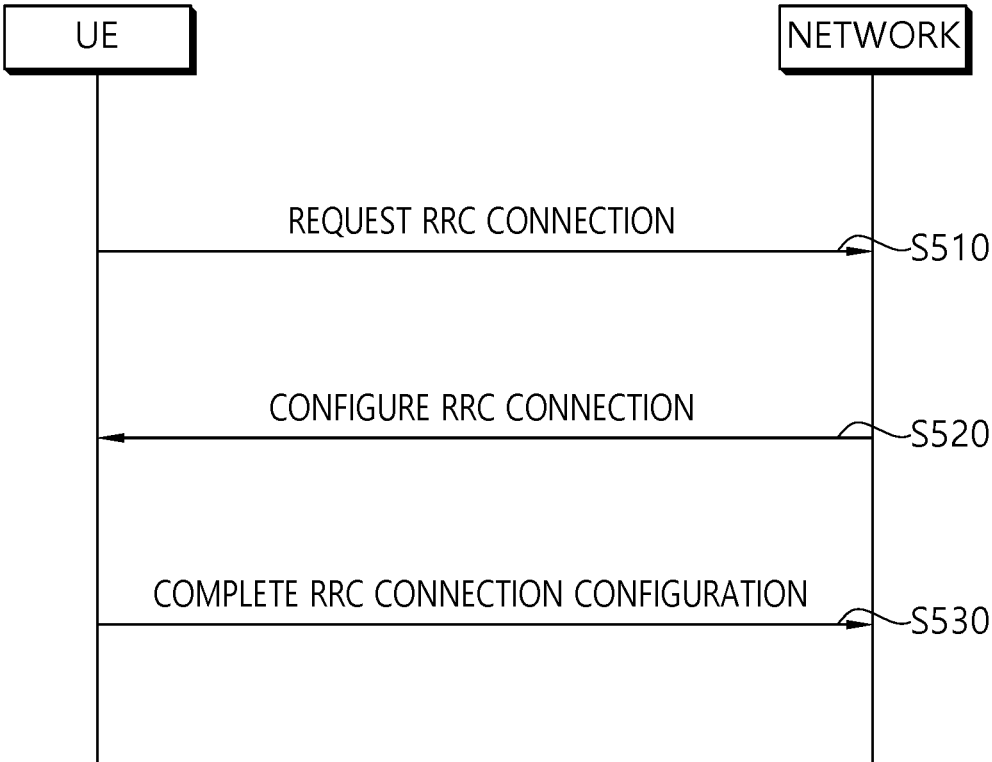 UE
NETWORK
REQUEST RRC CONNECTION
S510
CONFIGURE RRC CONNECTION
S520
COMPLETE RRC CONNECTION CONFIGURATION
S530